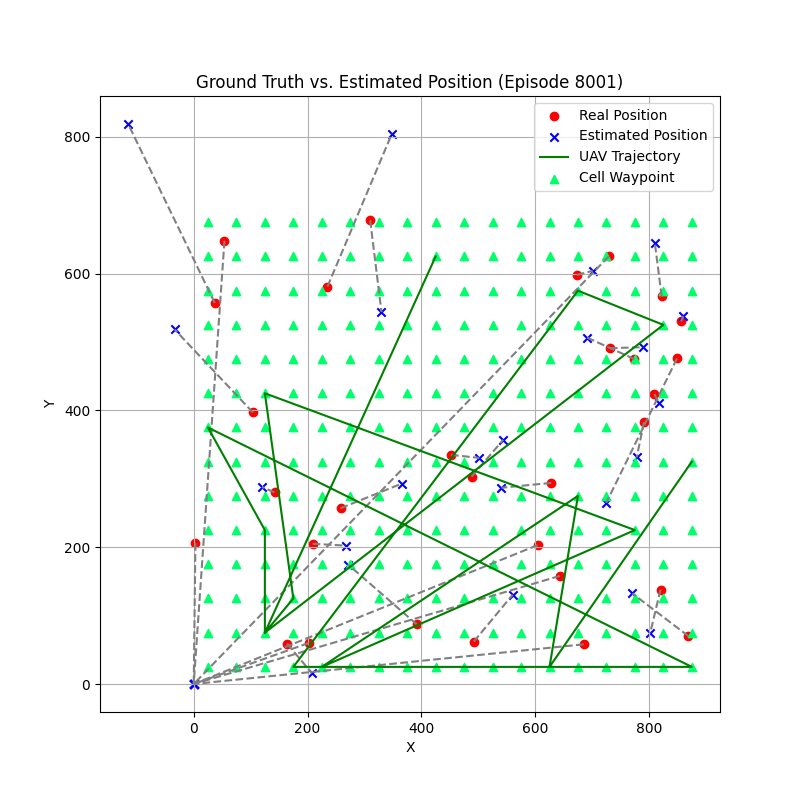 Ground Truth vs. Estimated Position (Episode 8001)
Real Position
Estimated Position
UAV Trajectory
Cell Waypoint
800
600
400
200
0
Y
0 200 400 600 800
X